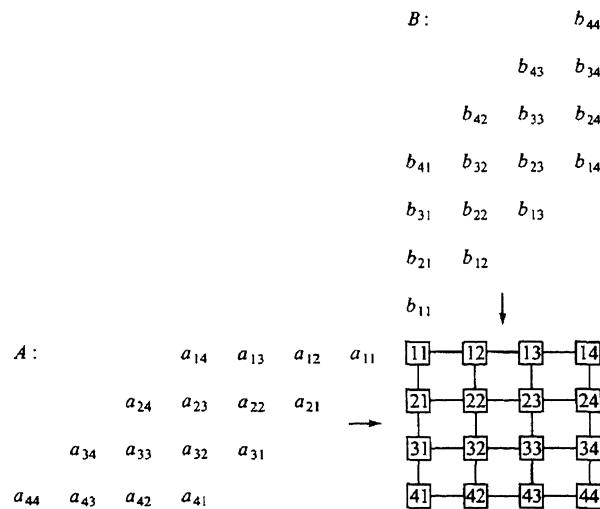 B: b₄₄
b₄₃ b₃₄
b₄₂ b₃₃ b₂₄
b₄₁ b₃₂ b₂₃ b₁₄
b₃₁ b₂₂ b₁₃
b₂₁ b₁₂
b₁₁
A: a₁₄ a₁₃ a₁₂ a₁₁ 11 12 13 14
a₂₄ a₂₃ a₂₂ a₂₁ 21 22 23 24
a₃₄ a₃₃ a₃₂ a₃₁ 31 32 33 34
a₄₄ a₄₃ a₄₂ a₄₁ 41 42 43 44